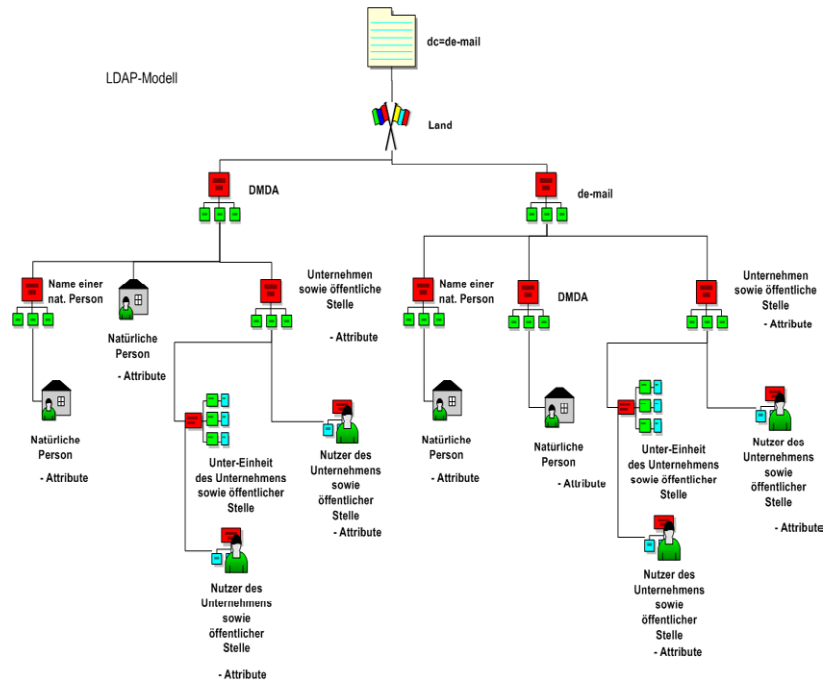 dc=de-mail
LDAP-Modell
Land
DMDA
de-mail
Name einer
nat. Person
Natürliche
Person
- Attribute
Unternehmen
sowie öffentliche
Stelle
- Attribute
Name einer
nat. Person
DMDA
Unternehmen
sowie öffentliche
Stelle
- Attribute
Natürliche
Person
- Attribute
Unter-Einheit
des Unternehmens
sowie öffentlicher
Stelle
Nutzer des
Unternehmens
sowie
öffentlicher
Stelle
- Attribute
Natürliche
Person
- Attribute
Natürliche
Person
- Attribute
Unter-Einheit
des Unternehmens
sowie öffentlicher
Stelle
Nutzer des
Unternehmens
sowie
öffentlicher
Stelle
- Attribute
Nutzer des
Unternehmens
sowie
öffentlicher
Stelle
- Attribute
Nutzer des
Unternehmens
sowie
öffentlicher
Stelle
- Attribute